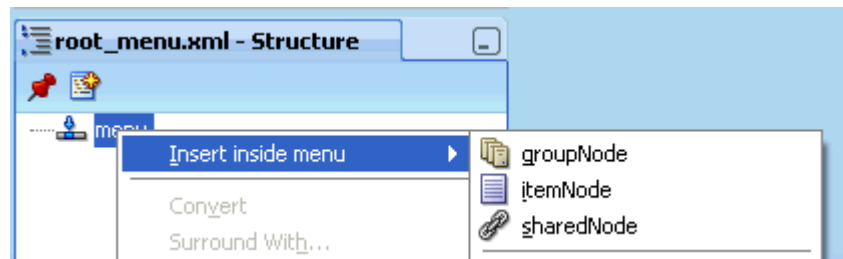 root_menu.xml - Structure
menu
Insert inside menu
groupNode
itemNode
sharedNode
Convert
Surround With...